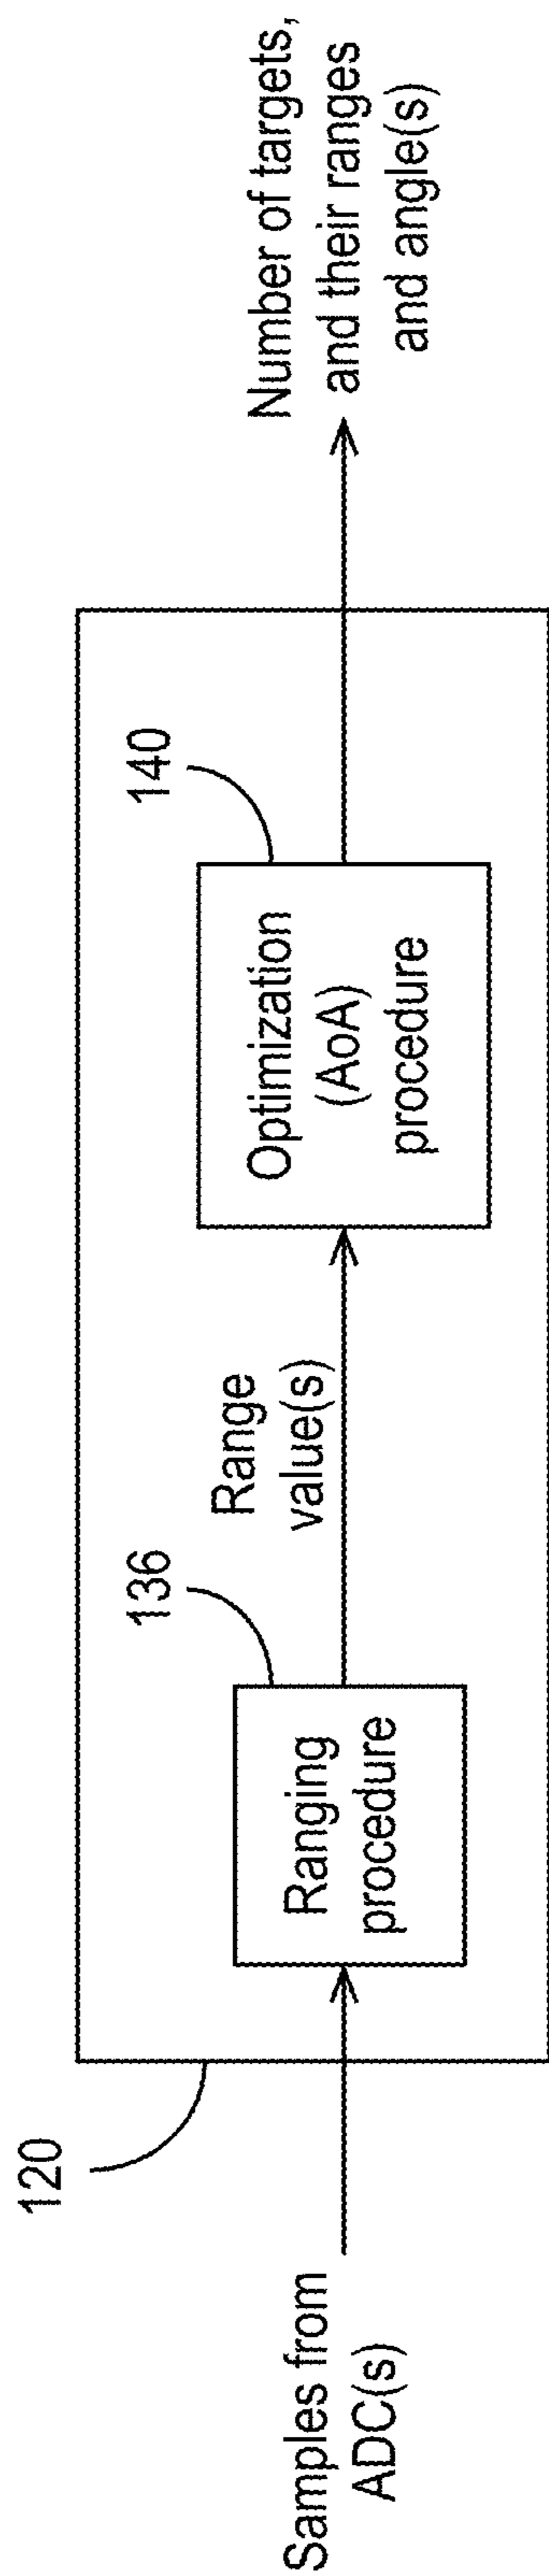 120
Samples from
ADC(s)
136
Ranging
procedure
Range
value(s)
140
Optimization
(AoA)
procedure
Number of targets,
and their ranges
and angle(s)